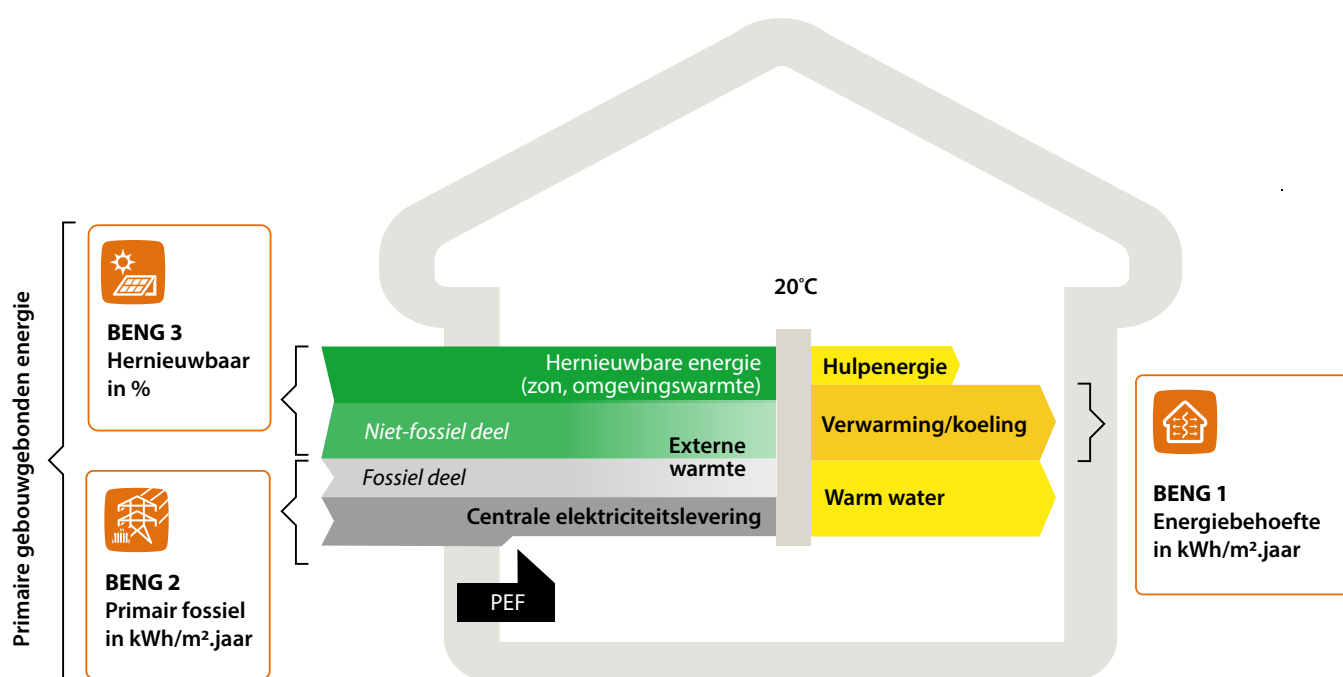 Primaire gebouwgebonden energie
BENG 3
Hernieuwbaar
in %
BENG 2
Primair fossiel
in kWh/m².jaar
20°C
Hernieuwbare energie
(zon, omgevingswarmte)
Niet-fossiel deel
Externe
warmte
Fossiel deel
Centrale elektriciteitslevering
PEF
Hulpenergie
Verwarming/koeling
Warm water
BENG 1
Energiebehoefte
in kWh/m².jaar